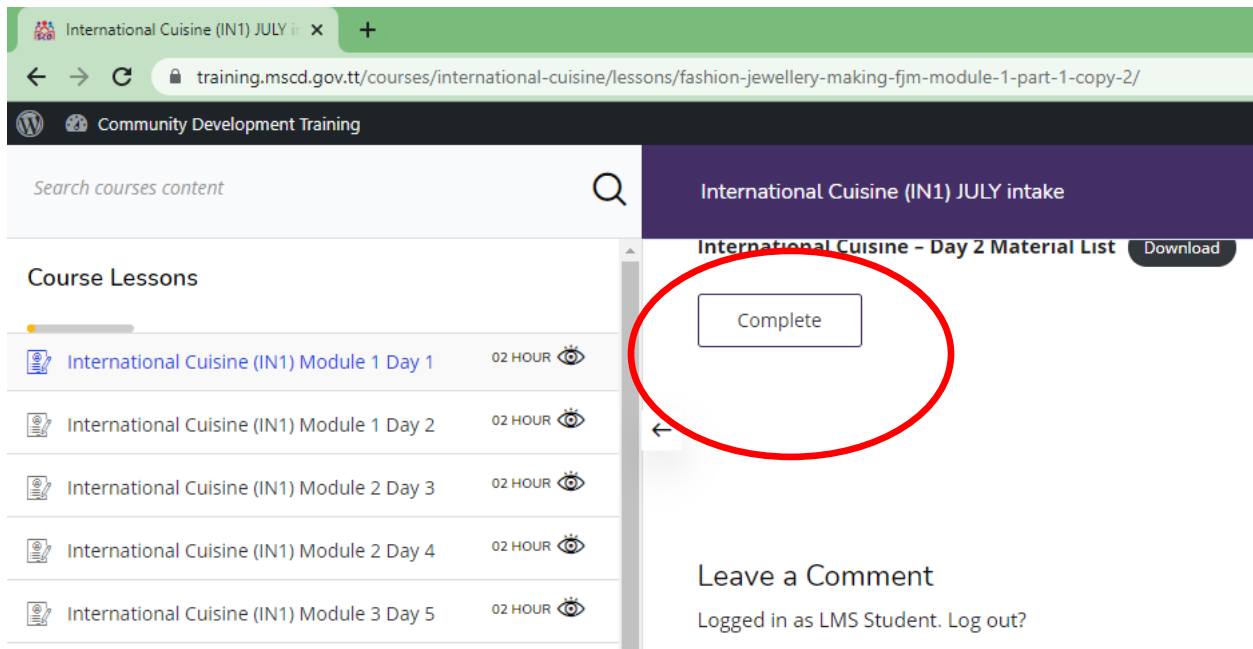 International Cuisine (IN1) JULY in
training.mscd.gov.tt/courses/international-cuisine/lessons/fashion-jewellery-making-fjm-module-1-part-1-copy-2/
Community Development Training
Search courses content
International Cuisine (IN1) JULY intake
International Cuisine – Day 2 Material List Download
Complete
Course Lessons
International Cuisine (IN1) Module 1 Day 1 02 HOUR
International Cuisine (IN1) Module 1 Day 2 02 HOUR
International Cuisine (IN1) Module 2 Day 3 02 HOUR
International Cuisine (IN1) Module 2 Day 4 02 HOUR
International Cuisine (IN1) Module 3 Day 5 02 HOUR
Leave a Comment
Logged in as LMS Student. Log out?